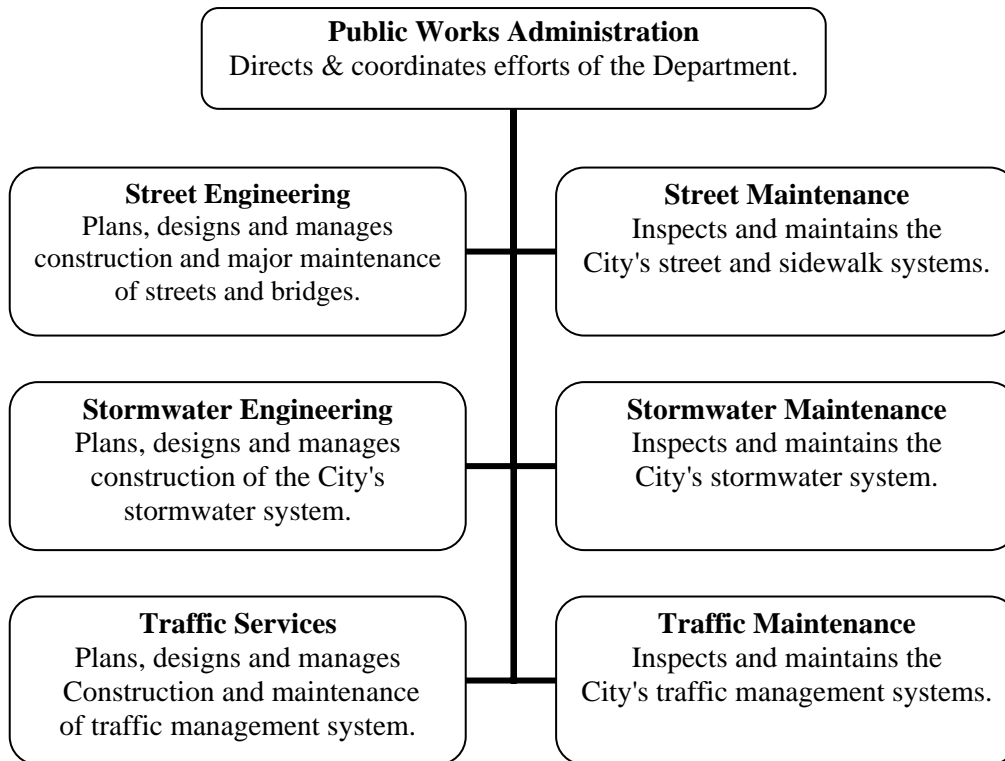 Public Works Administration
Directs & coordinates efforts of the Department.
Street Engineering
Plans, designs and manages
construction and major maintenance
of streets and bridges.
Street Maintenance
Inspects and maintains the
City's street and sidewalk systems.
Stormwater Engineering
Plans, designs and manages
construction of the City's
stormwater system.
Stormwater Maintenance
Inspects and maintains the
City's stormwater system.
Traffic Services
Plans, designs and manages
Construction and maintenance
of traffic management system.
Traffic Maintenance
Inspects and maintains the
City's traffic management systems.